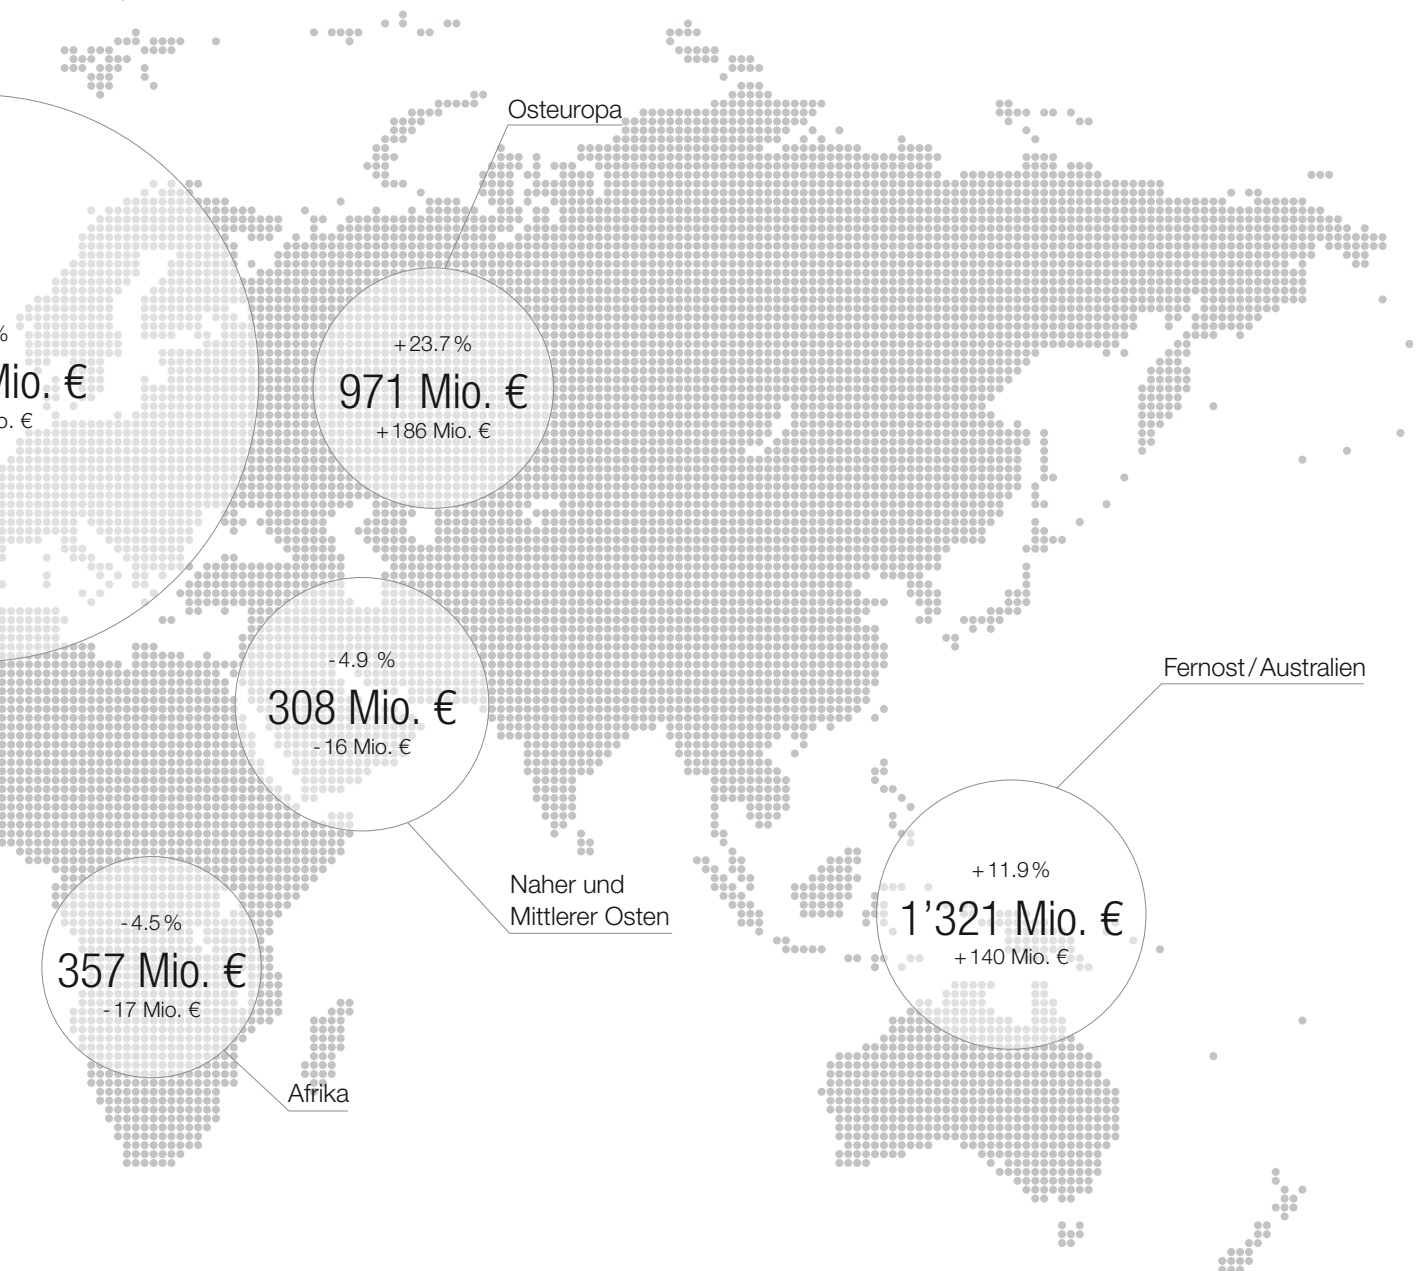 Osteuropa
+23.7%
971 Mio. €
+186 Mio. €
%
Mio. €
o. €
-4.9 %
308 Mio. €
-16 Mio. €
Naher und
Mittlerer Osten
Fernost/Australien
+11.9%
1’321 Mio. €
+140 Mio. €
-4.5%
357 Mio. €
-17 Mio. €
Afrika